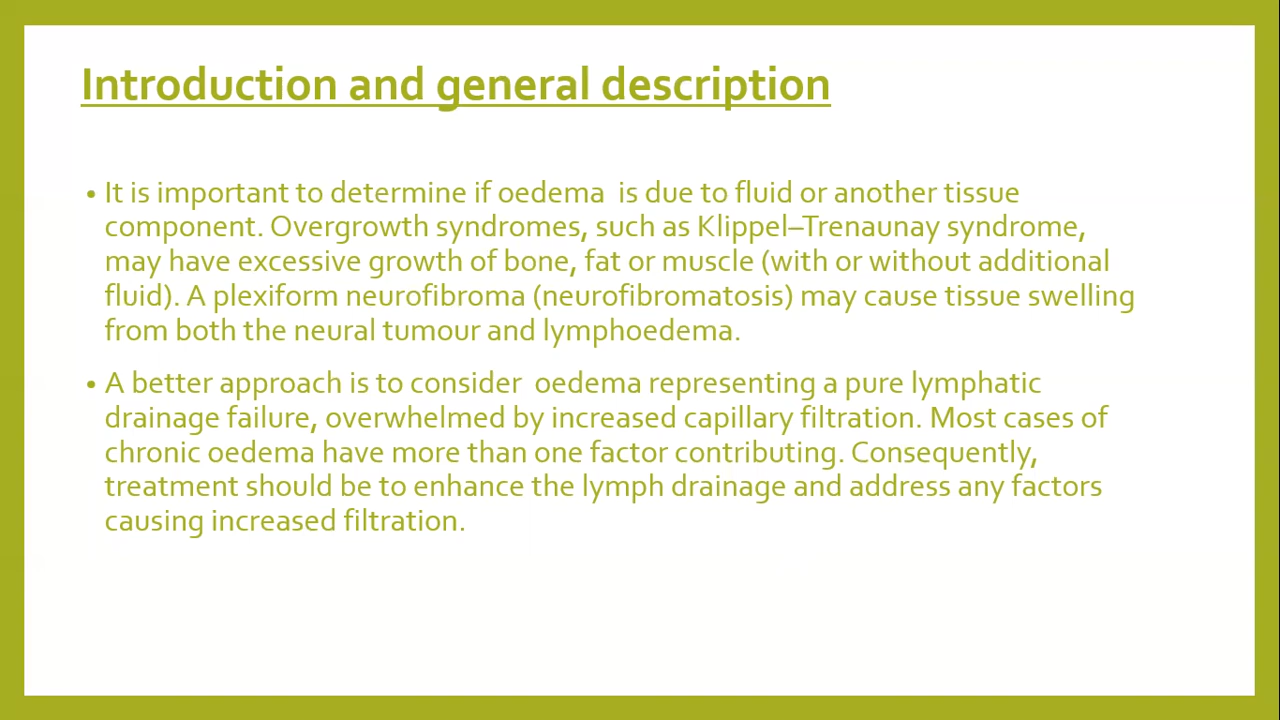 Introduction and general description
• It is important to determine if oedema  is due to fluid or another tissue
component. Overgrowth syndromes, such as Klippel–Trenaunay syndrome,
may have excessive growth of bone, fat or muscle (with or without additional
fluid). A plexiform neurofibroma (neurofibromatosis) may cause tissue swelling
from both the neural tumour and lymphoedema.
• A better approach is to consider  oedema representing a pure lymphatic
drainage failure, overwhelmed by increased capillary filtration. Most cases of
chronic oedema have more than one factor contributing. Consequently,
treatment should be to enhance the lymph drainage and address any factors
causing increased filtration.